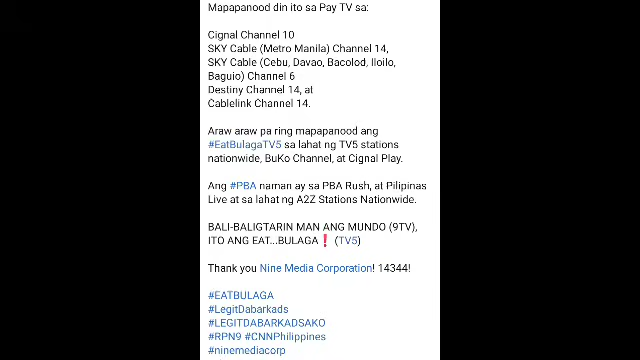 Mapapanood din ito sa Pay TV sa:
Cignal Channel 10
SKY Cable (Metro Manila) Channel 14,
SKY Cable (Cebu, Davao, Bacolod, Iloilo,
Baguio) Channel 6
Destiny Channel 14, at
Cablelink Channel 14.
Araw araw pa ring mapapanood ang
#EatBulagaTV5 sa lahat ng TV5 stations
nationwide, BuKo Channel, at Cignal Play.
Ang #PBA naman ay sa PBA Rush, at Pilipinas
Live at sa lahat ng A2Z Stations Nationwide.
BALI-BALIGTARIN MAN ANG MUNDO (9TV),
ITO ANG EAT...BULAGA❗ (TV5)
Thank you Nine Media Corporation! 14344!
#EATBULAGA
#LegitDabarkads
#LEGITDABARKADSAKO
#RPN9 #CNNPhilippines
#ninemediacorp